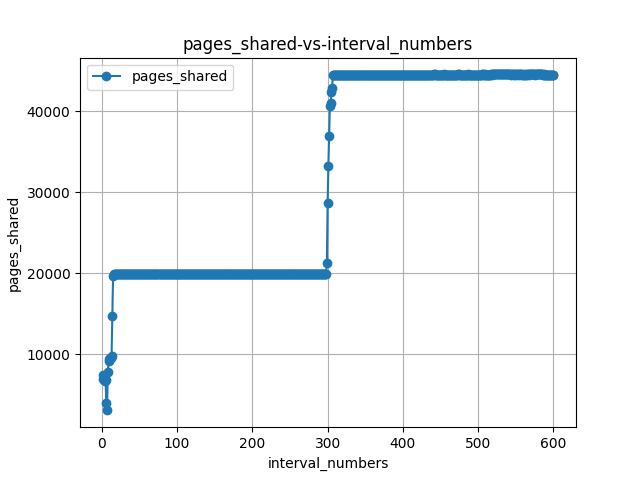 pages_shared-vs-interval_numbers
pages_shared
40000
30000
20000
10000
pages_shared
0 100 200 300 400 500 600
interval_numbers